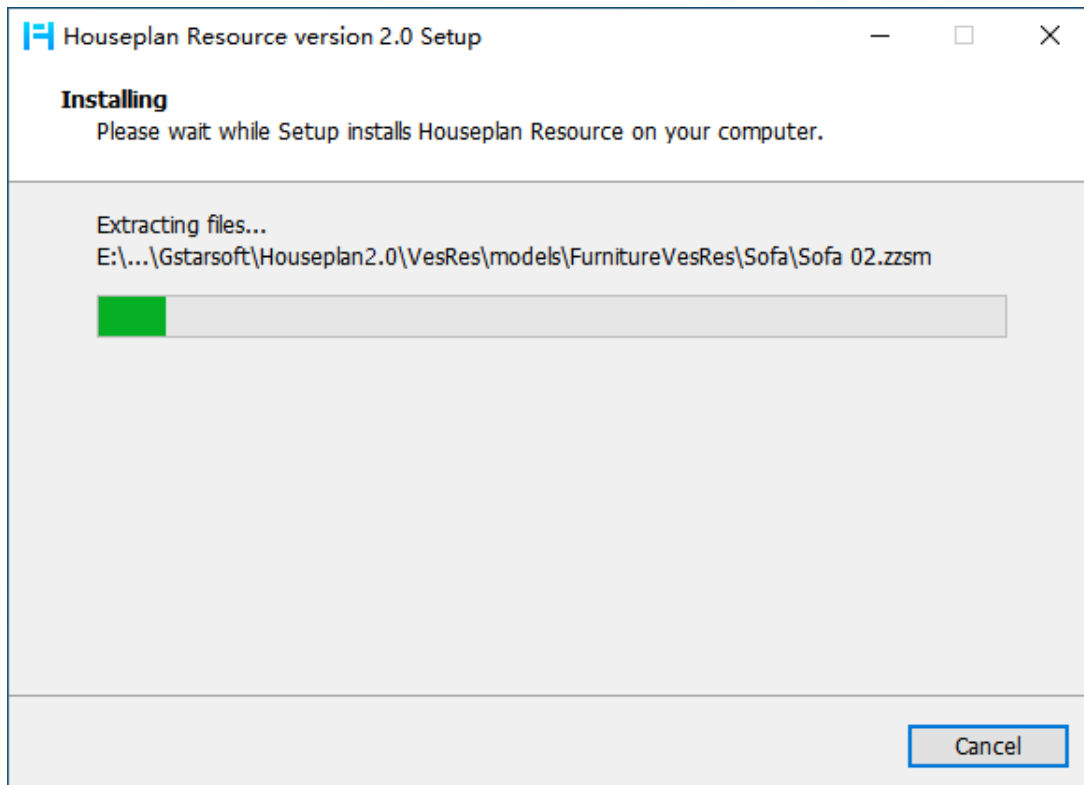 Houseplan Resource version 2.0 Setup
Installing
Please wait while Setup installs Houseplan Resource on your computer.
Extracting files...
E:\...\Gstarsoft\Houseplan2.0\VesRes\models\FurnitureVesRes\Sofa\Sofa 02.zzsm
Cancel